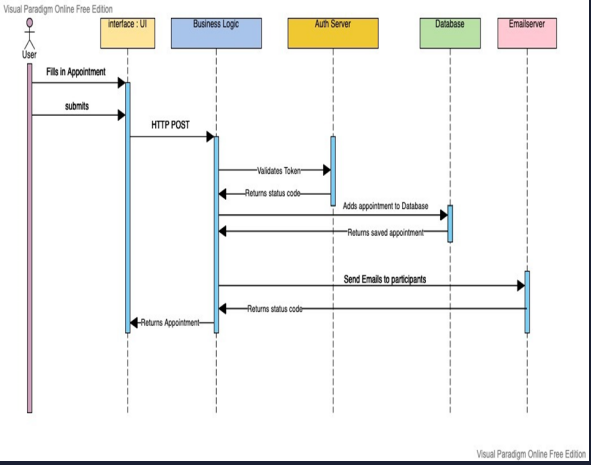 Visual Paradigm Online Free Edition
interface : UI
Business Logic
Auth Server
Database
Emailserver
User
Fills in Appointment
submits
HTTP POST
Validates Token
Returns status code
Adds appointment to Database
Returns saved appointment
Send Emails to participants
Returns status code
Returns Appointment
Visual Paradigm Online Free Edition